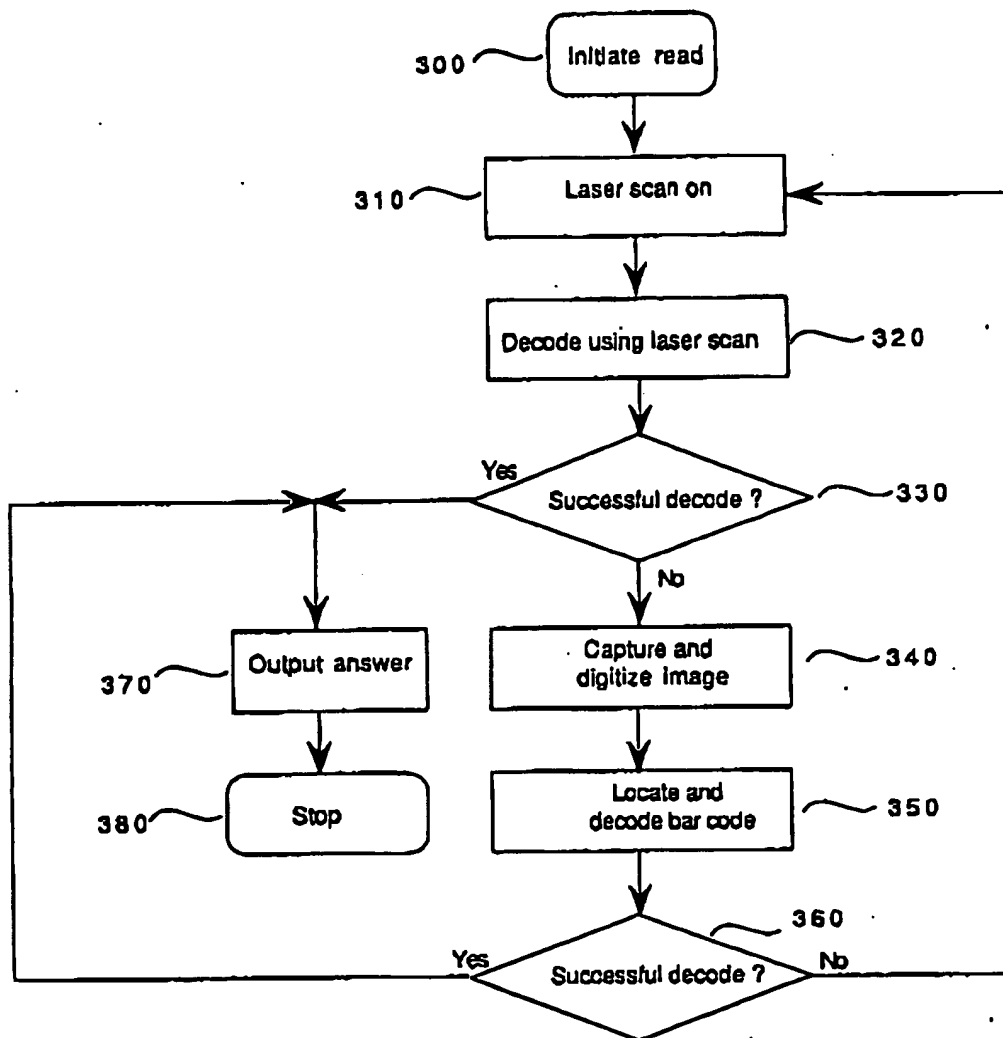 300
Initiate read
310
Laser scan on
Decode using laser scan
320
Yes
Successful decode ?
330
No
370
Output answer
Capture and
digitize image
340
380
Stop
Locate and
decode bar code
350
360
Yes
Successful decode ?
No